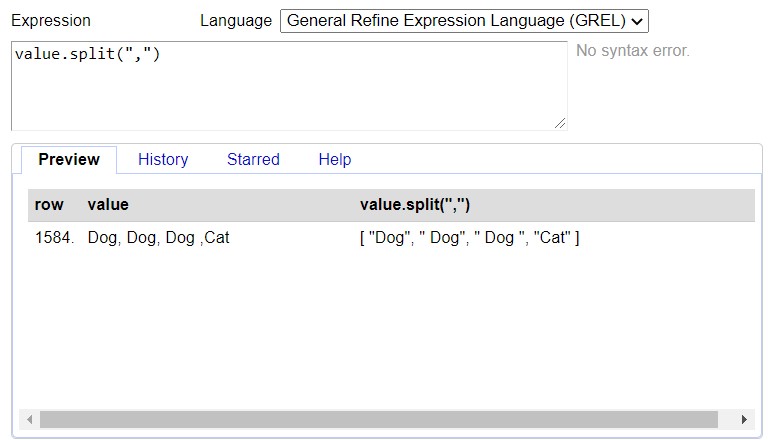 Expression Language General Refine Expression Language (GREL)
value.split(",") No syntax error.
Preview History Starred Help
row value value.split(",")
1584. Dog, Dog, Dog ,Cat [ "Dog", " Dog", " Dog ", "Cat" ]